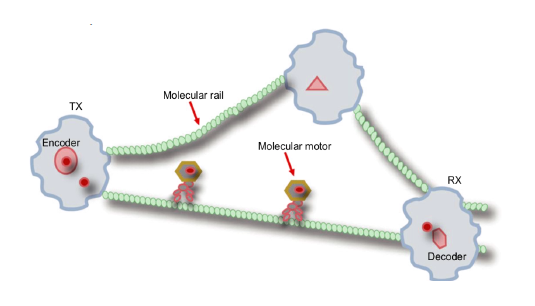 Molecular rail
TX
Encoder
Molecular motor
RX
Decoder